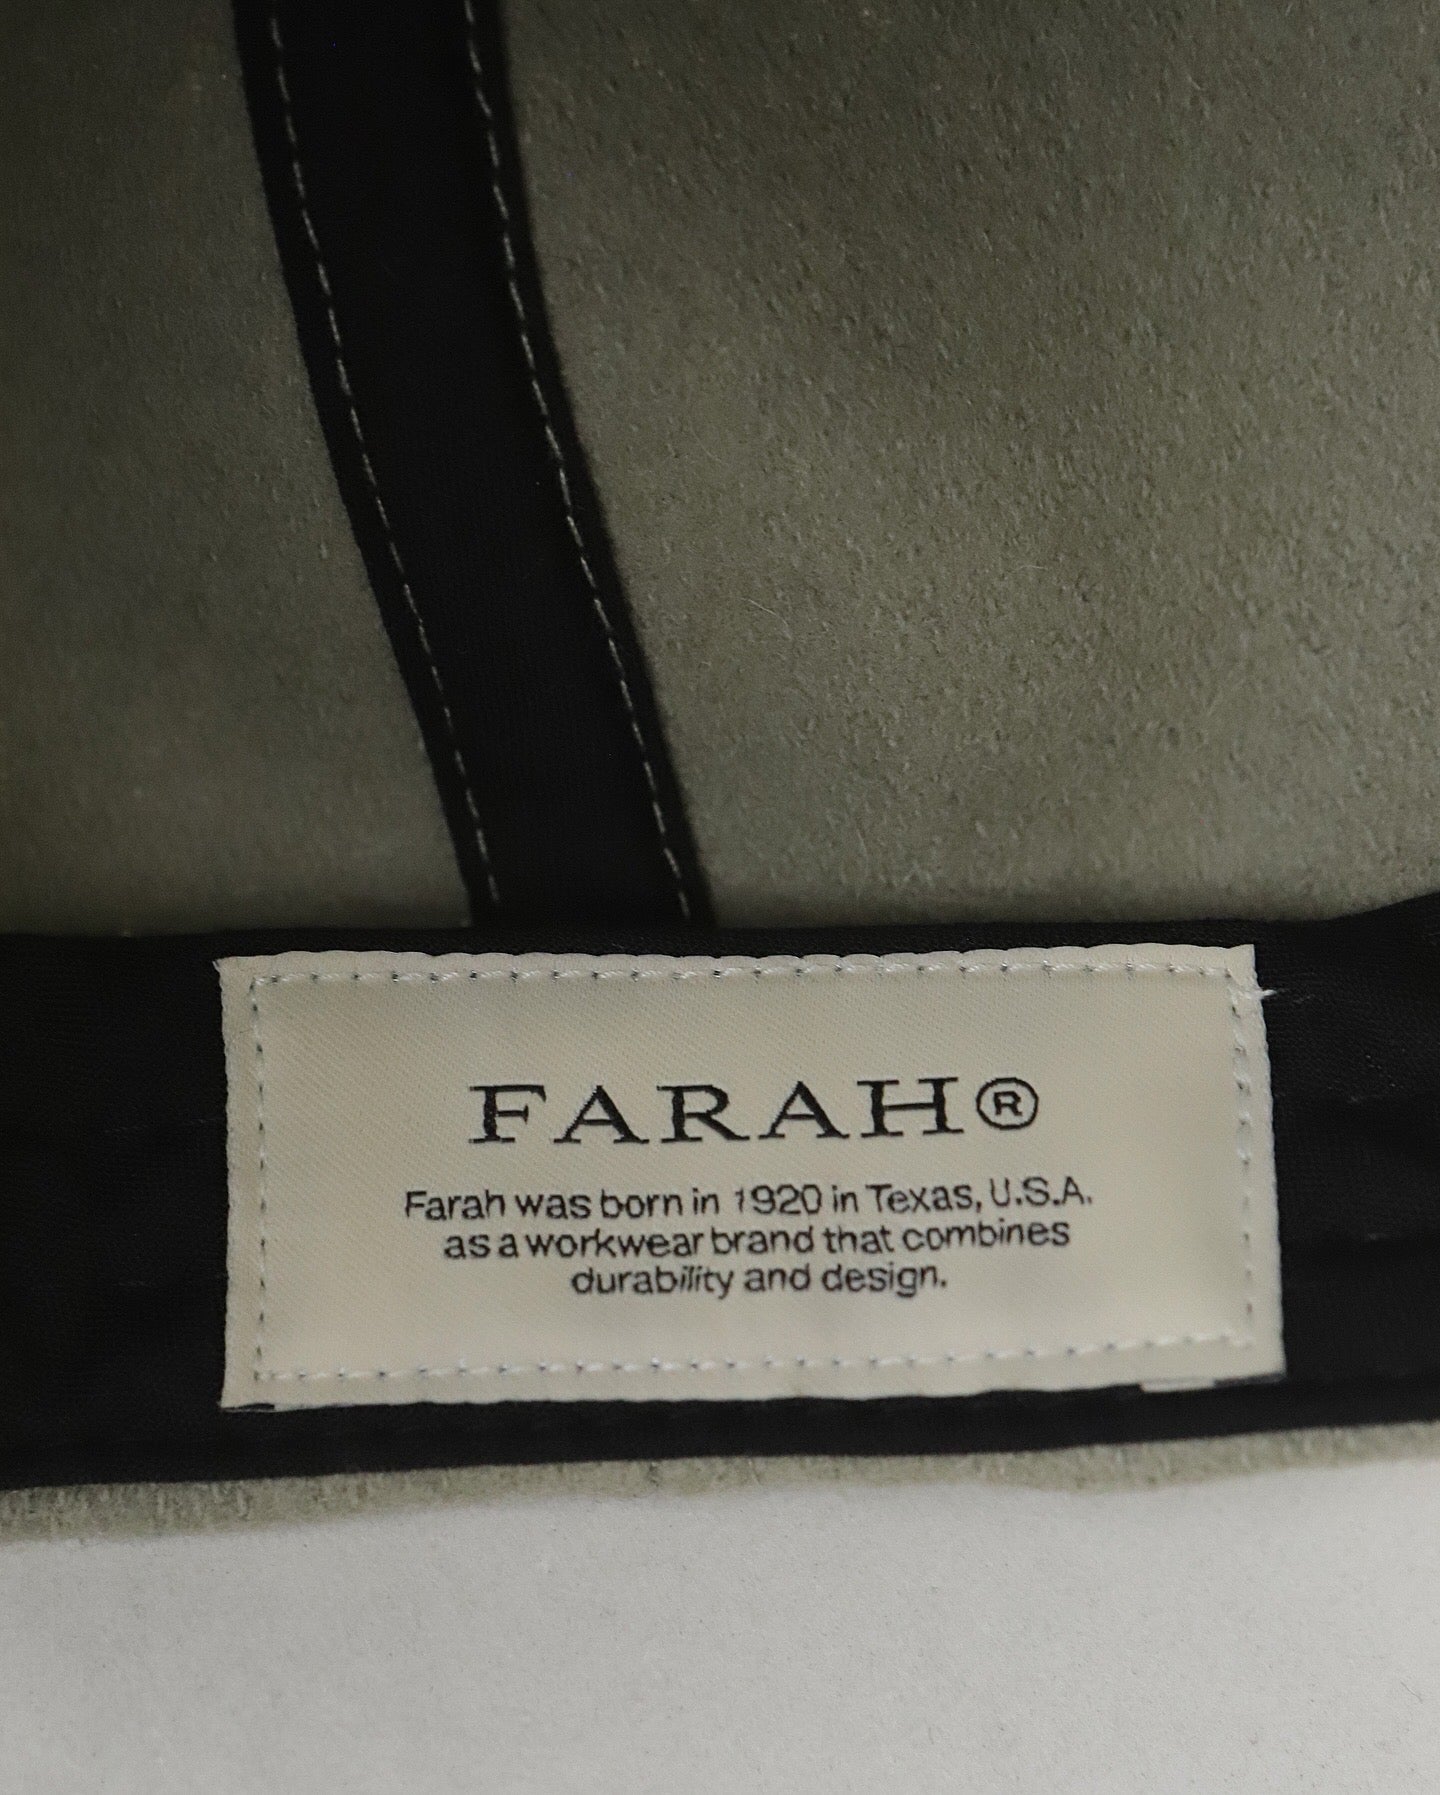 FARAH®
Farah was born in 1920 in Texas, U.S.A.
as a workwear brand that combines
durability and design.